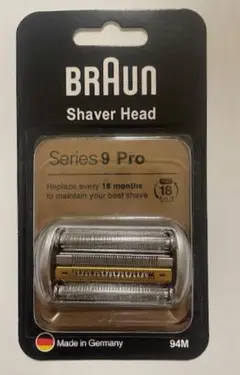 BRAUN
Shaver Head
Series 9 Pro
Replace every 18 months
to maintain your best shave
18
Made in Germany
94M